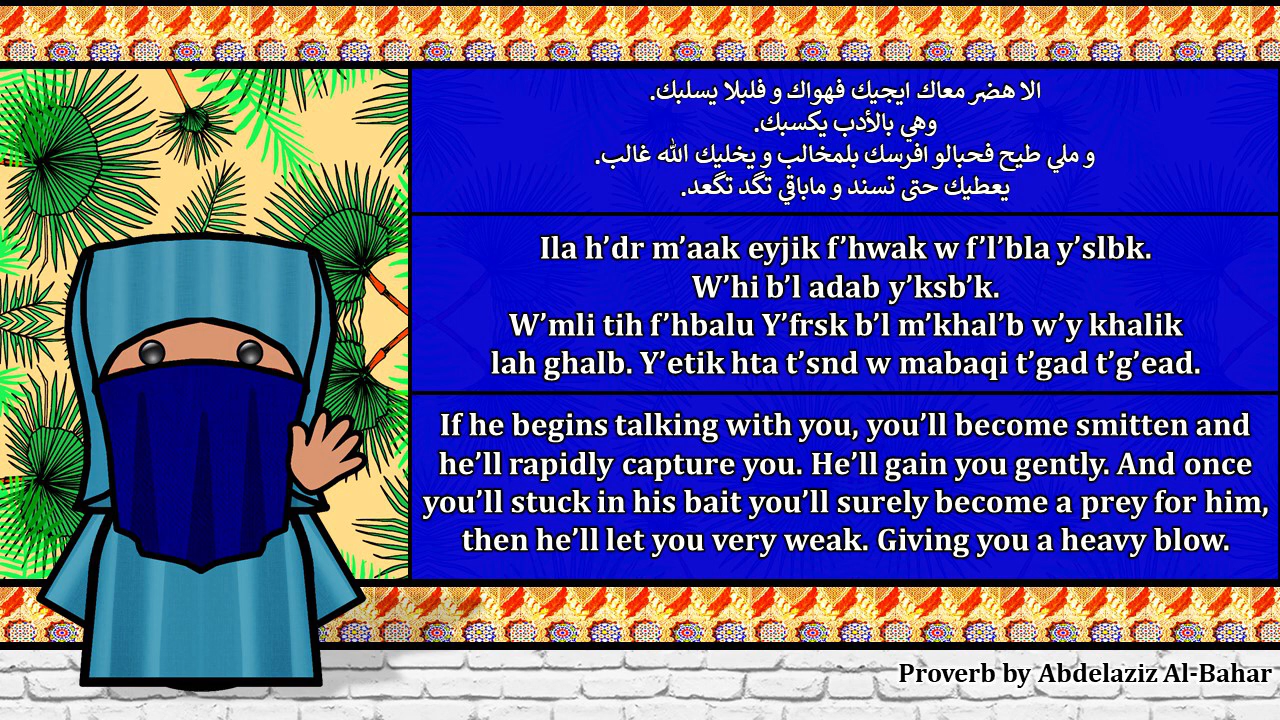 الا هضر معاك ايجيك فهواك و فلبلا يسلبك.
وهي بالأدب يكسبك.
و ملي طيح فحبالو افرسك بلمخالب و يخليك الله غالب.
يعطيك حتى تسند و ماباقي تگد تگعد.
Ila h’dr m’aak eyjik f’hwak w f’l’bla y’slbk.
W’hi b’l adab y’ksb’k.
W’mli tih f’hbalu Y’frsk b’l m’khal’b w’y khalik
lah ghalb. Y’etik hta t’snd w mabaqi t’gad t’g’ead.
If he begins talking with you, you’ll become smitten and
he’ll rapidly capture you. He’ll gain you gently. And once
you’ll stuck in his bait you’ll surely become a prey for him,
then he’ll let you very weak. Giving you a heavy blow.
Proverb by Abdelaziz Al-Bahar